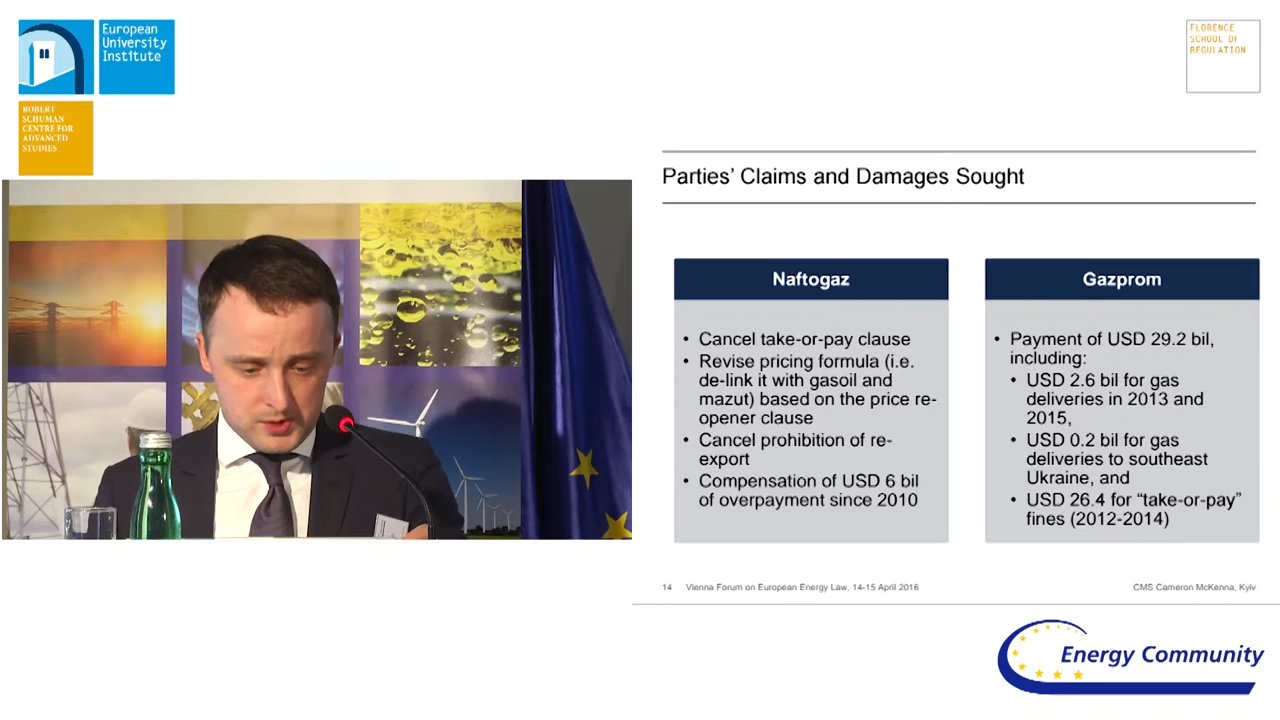 European
University
Institute
ROBERT
SCHUMAN
CENTRE FOR
ADVANCED
STUDIES
FLORENCE
SCHOOL OF
REGULATION
Parties’ Claims and Damages Sought
Naftogaz
• Cancel take-or-pay clause
• Revise pricing formula (i.e.
de-link it with gasoil and
mazut) based on the price re-
opener clause
• Cancel prohibition of re-
export
• Compensation of USD 6 bil
of overpayment since 2010
Gazprom
• Payment of USD 29.2 bil,
including:
• USD 2.6 bil for gas
deliveries in 2013 and
2015,
• USD 0.2 bil for gas
deliveries to southeast
Ukraine, and
• USD 26.4 for “take-or-pay”
fines (2012-2014)
14 Vienna Forum on European Energy Law, 14-15 April 2016
CMS Cameron McKenna, Kyiv
Energy Community